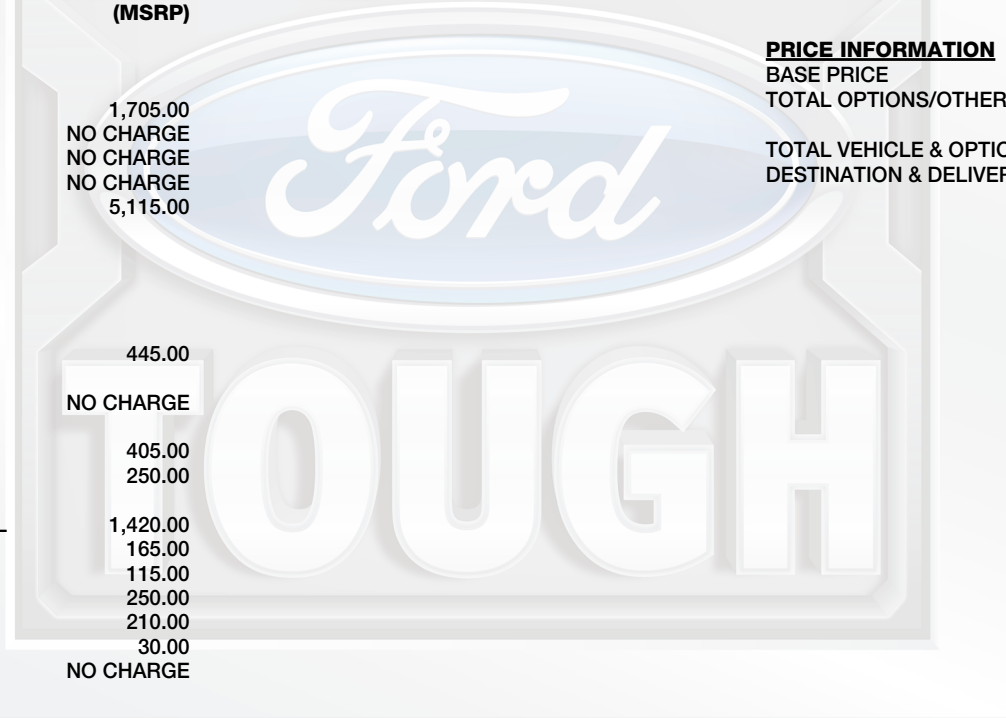 (MSRP)
1,705.00
NO CHARGE
NO CHARGE
NO CHARGE
5,115.00
445.00
NO CHARGE
405.00
250.00
1,420.00
165.00
115.00
250.00
210.00
30.00
NO CHARGE
PRICE INFORMATION
BASE PRICE
TOTAL OPTIONS/OTHER
TOTAL VEHICLE & OPTIO
DESTINATION & DELIVER
Ford
TOUGH